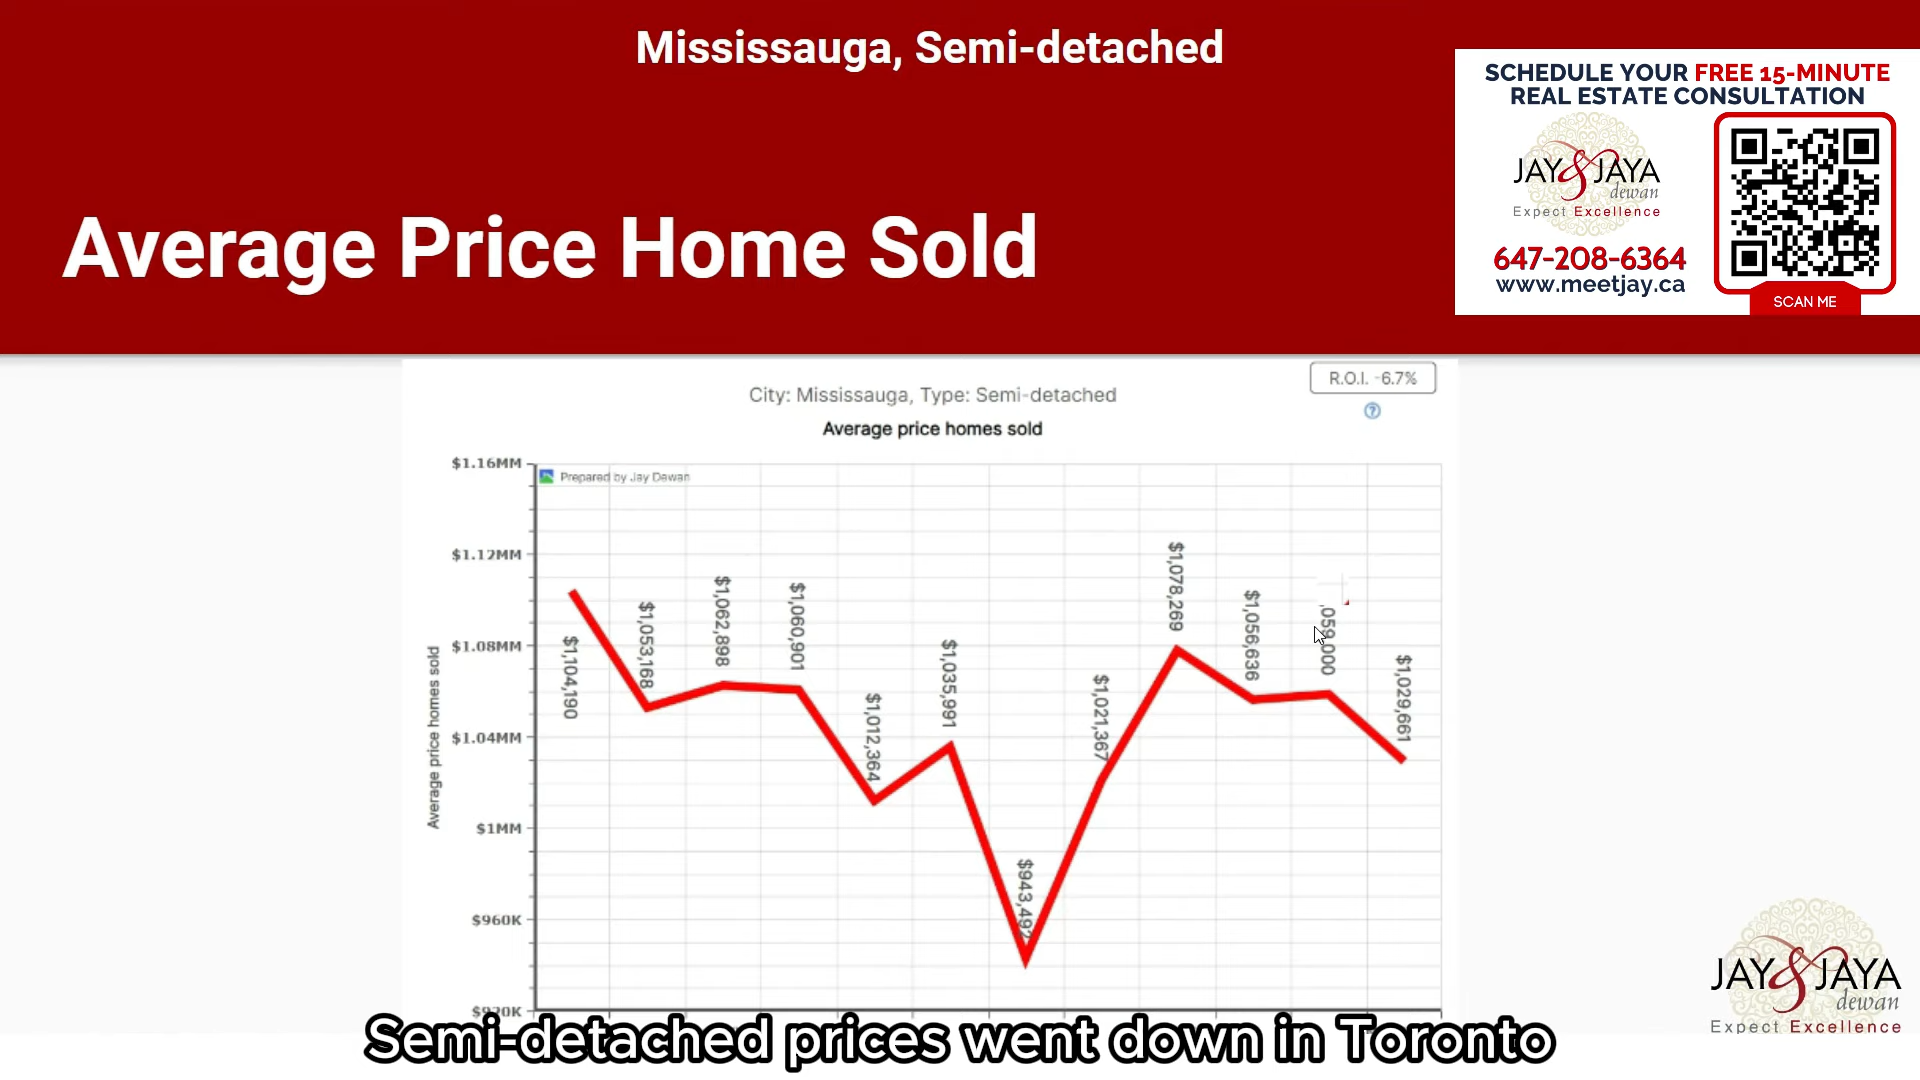 Mississauga, Semi-detached
SCHEDULE YOUR FREE 15-MINUTE
REAL ESTATE CONSULTATION
JAY & JAYA
dewan
Expect Excellence
647-208-6364
www.meetjay.ca
SCAN ME
Average Price Home Sold
R.O.I. -6.7%
?
City: Mississauga, Type: Semi-detached
Average price homes sold
Prepared by Jay Dewan
$1.16MM
$1.12MM
$1.08MM
$1.04MM
$1MM
$960K
Average price homes sold
$1,104,190
$1,053,168
$1,062,898
$1,060,901
$1,012,364
$1,035,991
$943,492
$1,021,367
$1,078,269
$1,056,636
,059,000
$1,029,661
JAY & JAYA
dewan
Expect Excellence
Semi-detached prices went down in Toronto